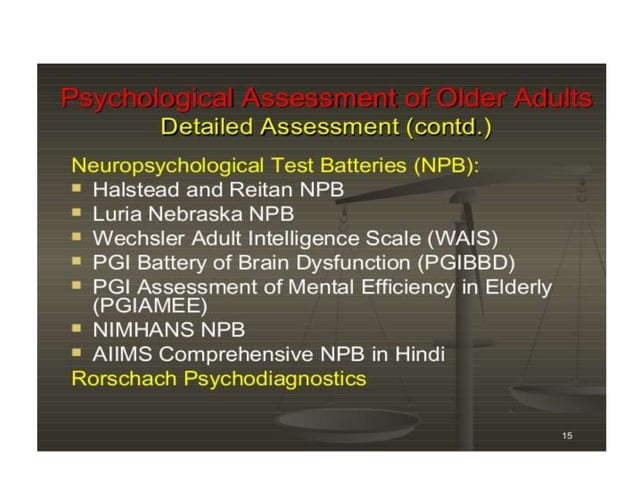 Psychological Assessment of Older Adults
Detailed Assessment (contd.)
Neuropsychological Test Batteries (NPB):
Halstead and Reitan NPB
Luria Nebraska NPB
Wechsler Adult Intelligence Scale (WAIS)
PGI Battery of Brain Dysfunction (PGIBBD)
PGI Assessment of Mental Efficiency in Elderly
(PGIAMEE)
NIMHANS NPB
AIIMS Comprehensive NPB in Hindi
Rorschach Psychodiagnostics
15